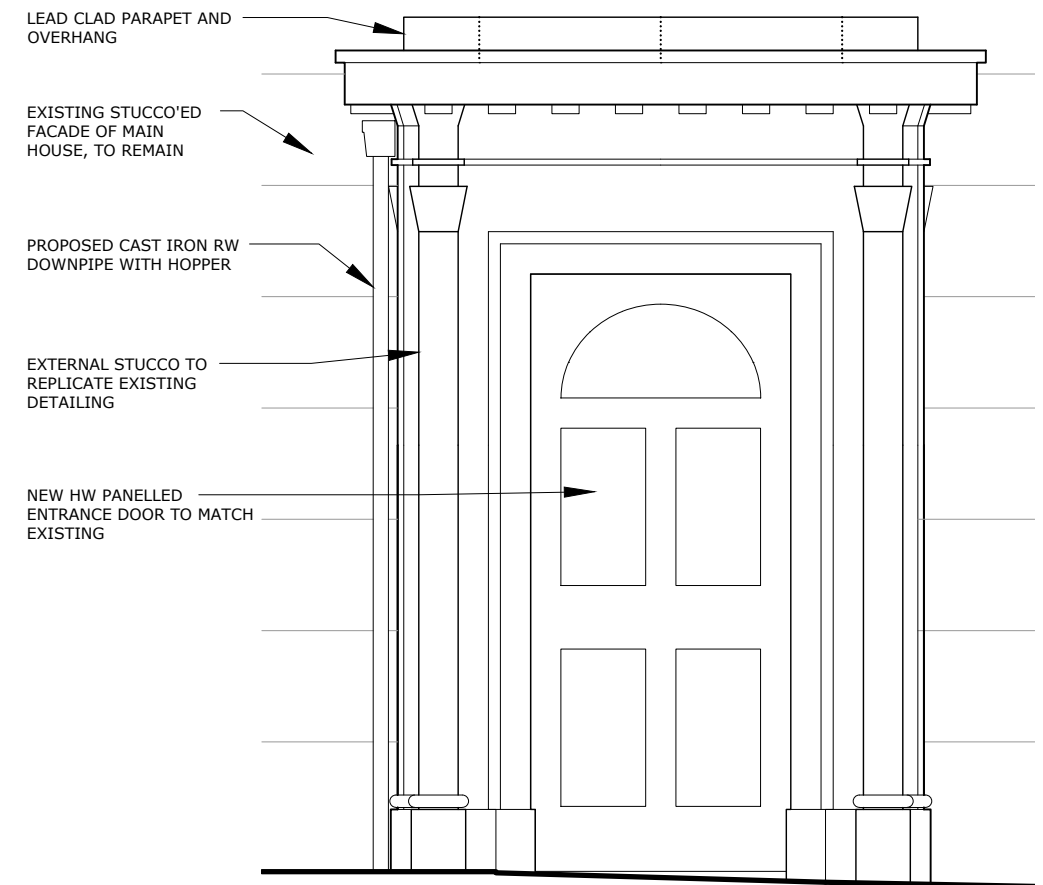 LEAD CLAD PARAPET AND
OVERHANG
EXISTING STUCCO'ED
FACADE OF MAIN
HOUSE, TO REMAIN
PROPOSED CAST IRON RW
DOWNPIPE WITH HOPPER
EXTERNAL STUCCO TO
REPLICATE EXISTING
DETAILING
NEW HW PANELLED
ENTRANCE DOOR TO MATCH
EXISTING